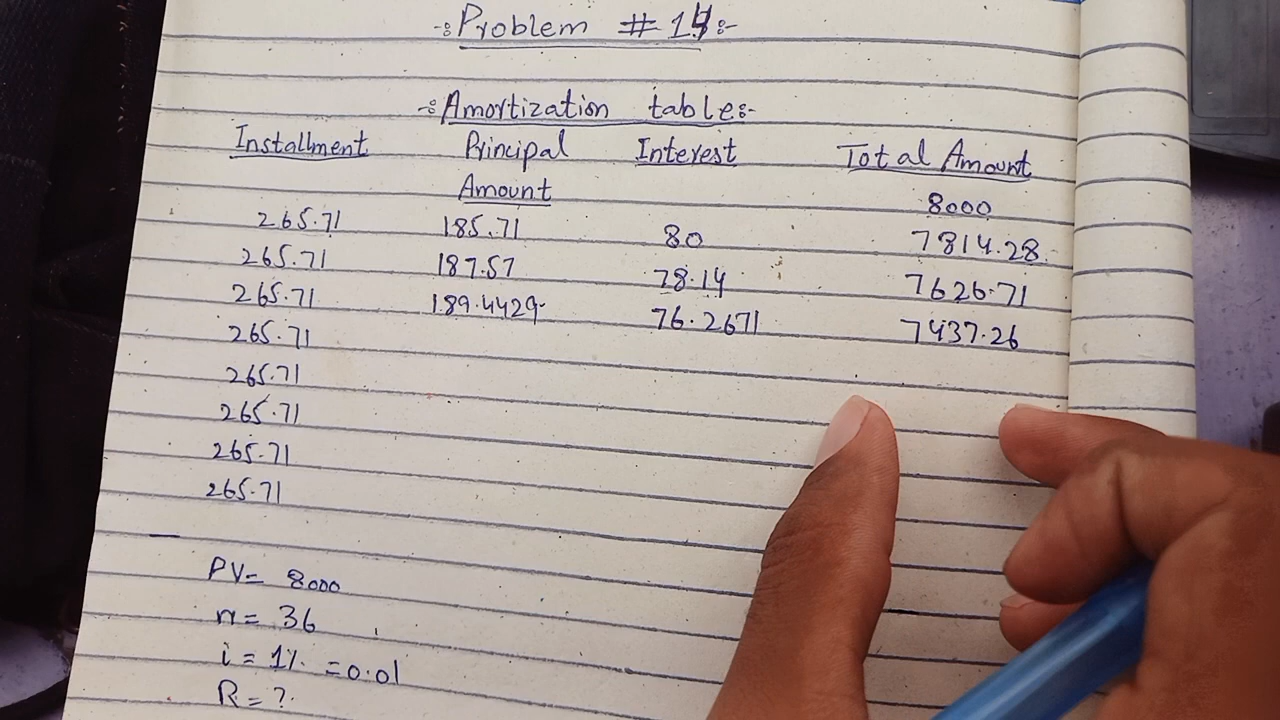 -:Problem # 14:-
-:Amortization table:-
Installment Principal Amount Interest Total Amount
8000
265.71 185.71 80 7814.28
265.71 187.57 78.14 7626.71
265.71 189.4429 76.2671 7437.26
265.71
265.71
265.71
265.71
265.71
PV= 8000
n= 36
i = 1% =0.01
R= ?